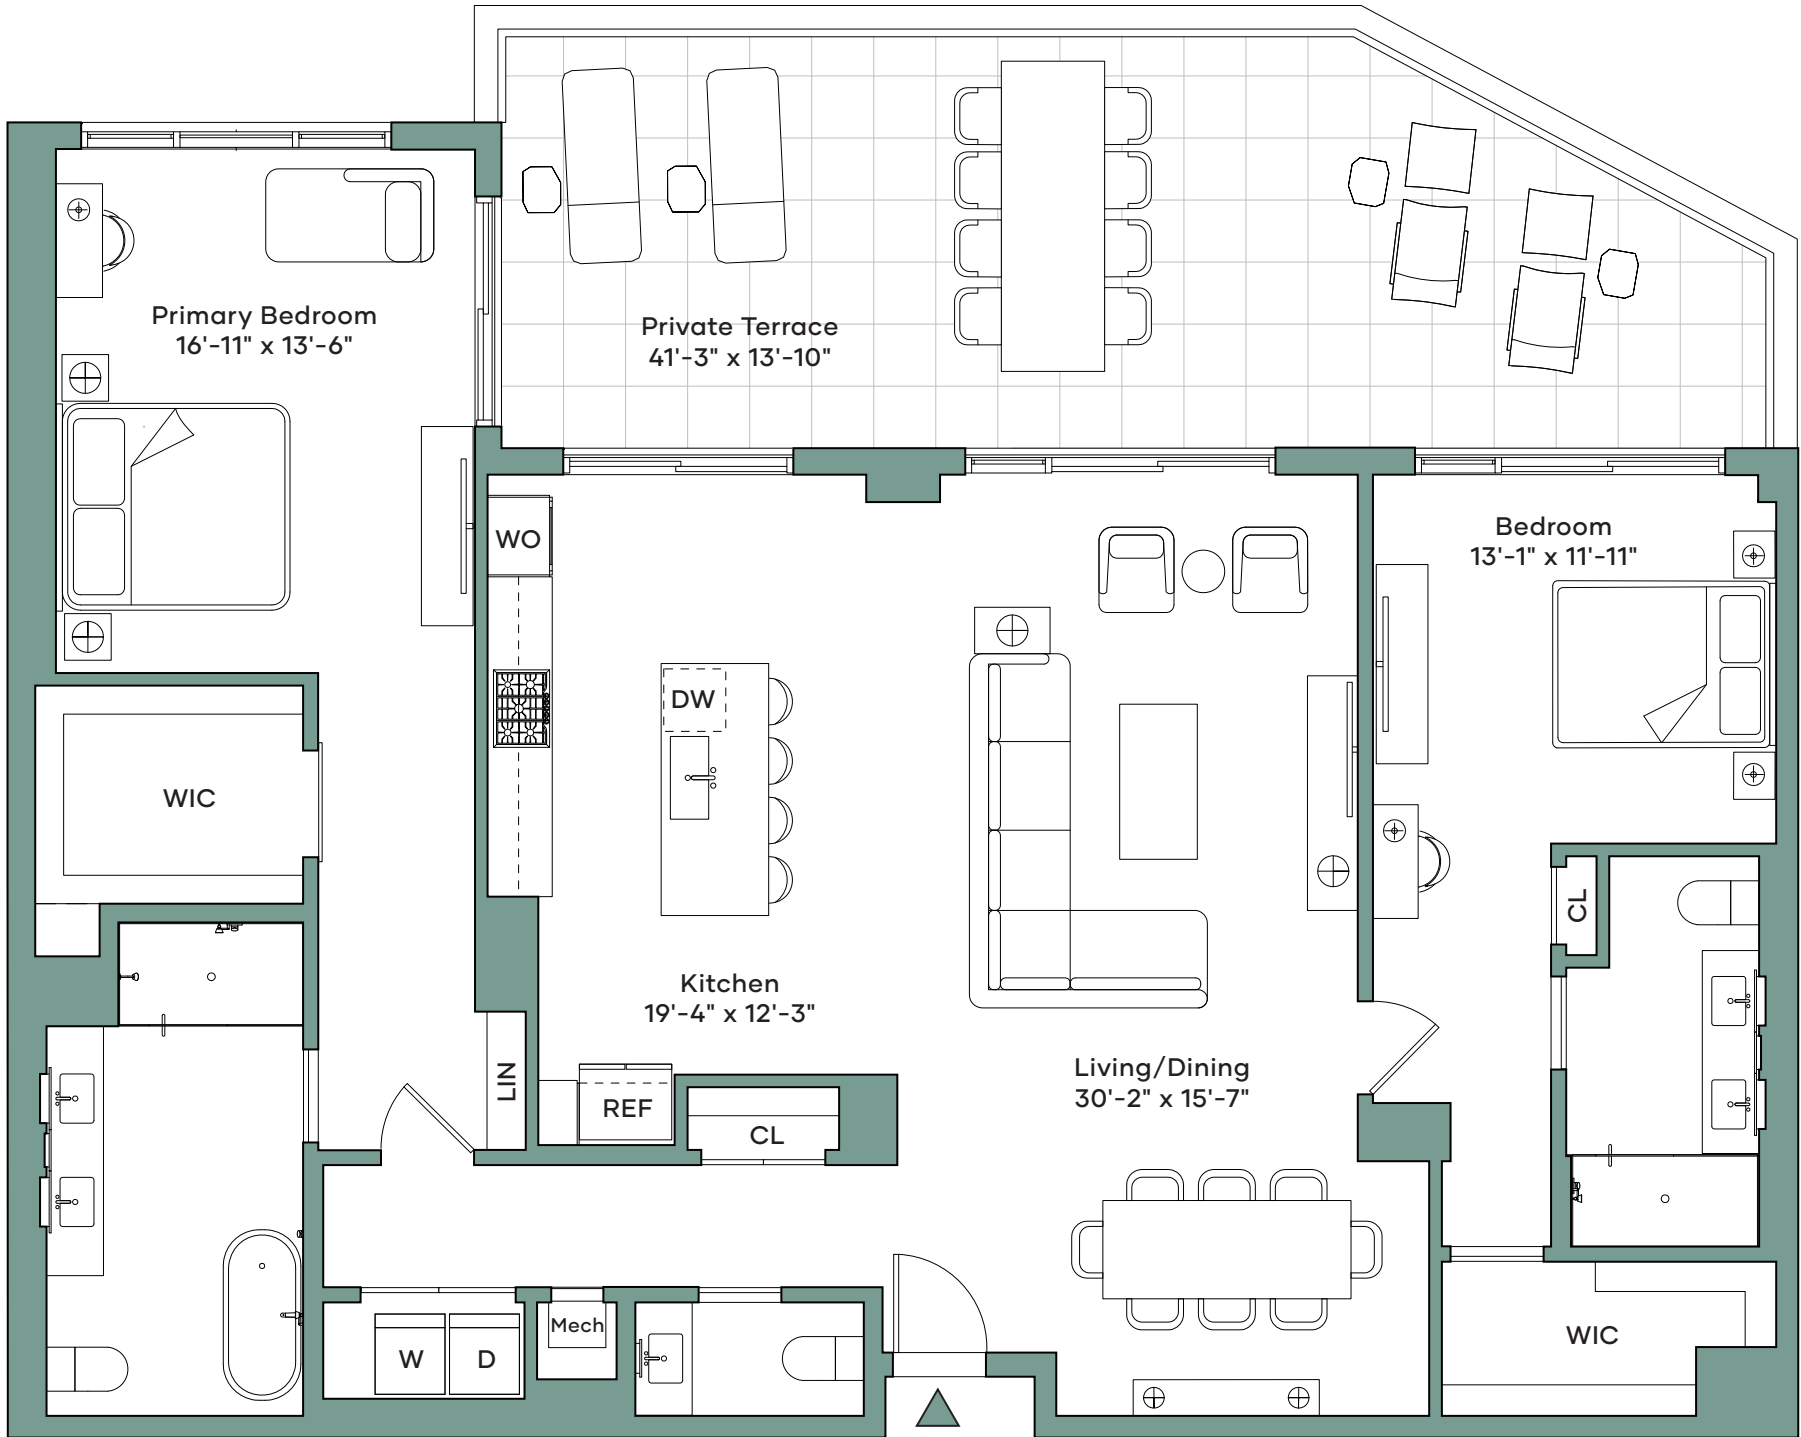 Primary Bedroom
16'-11" x 13'-6"
Private Terrace
41'-3" x 13'-10"
WO
Bedroom
13'-1" x 11'-11"
DW
WIC
CL
Kitchen
19'-4" x 12'-3"
LIN
REF
CL
Living/Dining
30'-2" x 15'-7"
Mech
W
D
WIC